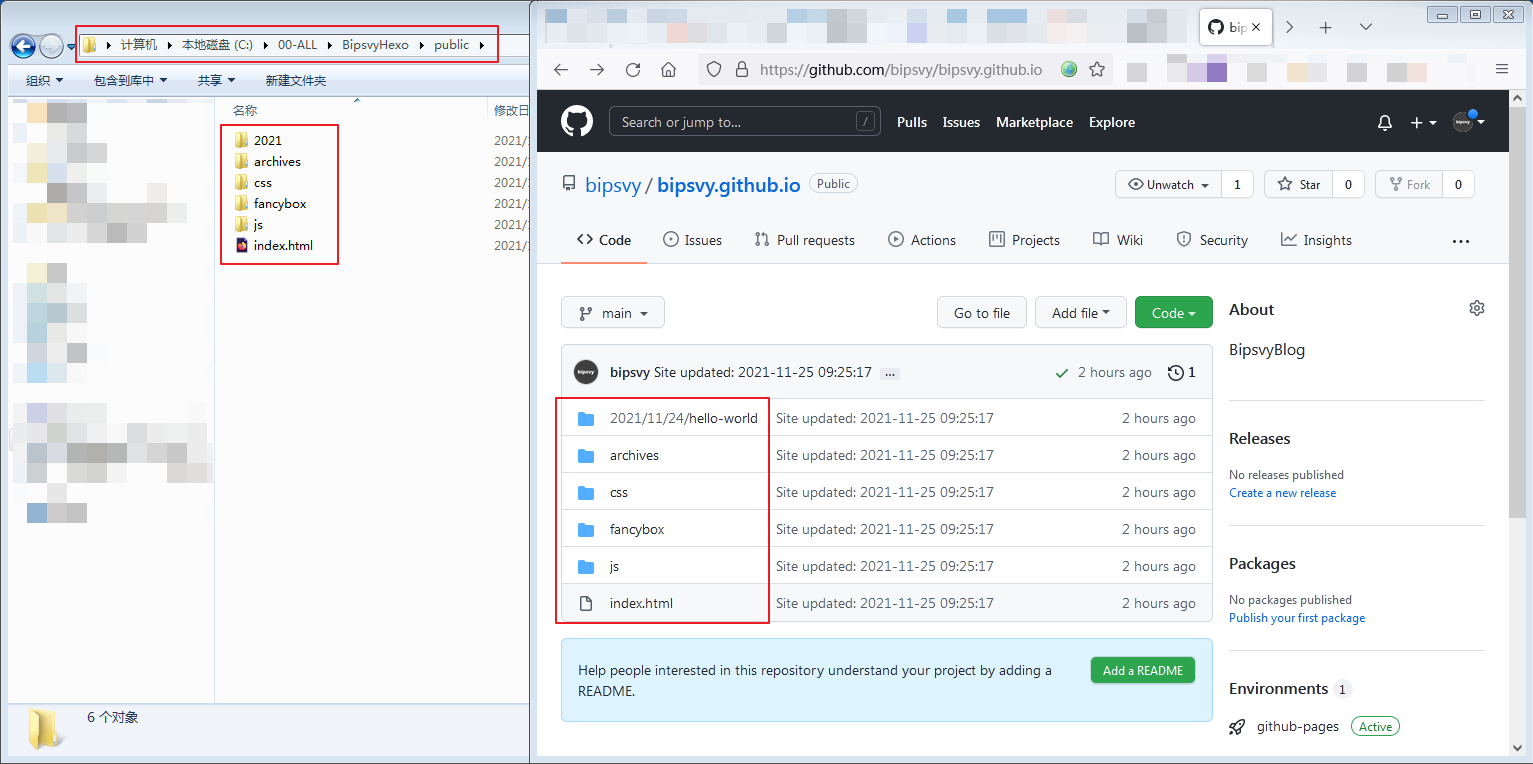 计算机 本地磁盘 (C:) 00-ALL BipsvyHexo public
组织 包含到库中 共享 新建文件夹
名称 修改日
2021 2021/1
archives 2021/1
css 2021/1
fancybox 2021/1
js 2021/1
index.html 2021/1
6 个对象
bip
https://github.com/bipsvy/bipsvy.github.io
Search or jump to... / Pulls Issues Marketplace Explore
bipsvy / bipsvy.github.io Public Unwatch 1 Star 0 Fork 0
Code Issues Pull requests Actions Projects Wiki Security Insights ...
main Go to file Add file Code
bipsvy Site updated: 2021-11-25 09:25:17 ... 2 hours ago 1
2021/11/24/hello-world Site updated: 2021-11-25 09:25:17 2 hours ago
archives Site updated: 2021-11-25 09:25:17 2 hours ago
css Site updated: 2021-11-25 09:25:17 2 hours ago
fancybox Site updated: 2021-11-25 09:25:17 2 hours ago
js Site updated: 2021-11-25 09:25:17 2 hours ago
index.html Site updated: 2021-11-25 09:25:17 2 hours ago
Help people interested in this repository understand your project by adding a
README.
Add a README
About
BipsvyBlog
Releases
No releases published
Create a new release
Packages
No packages published
Publish your first package
Environments 1
github-pages Active